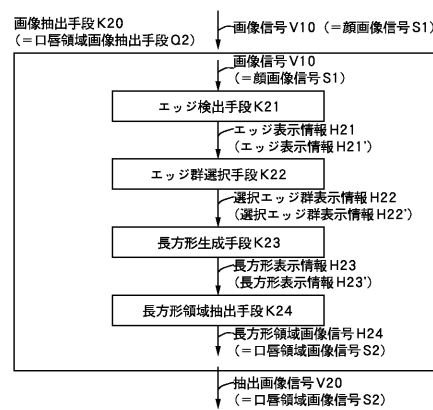 画像抽出手段K20
(=口唇領域画像抽出手段Q2)
画像信号V10 (=顔画像信号S1)
画像信号V10
(=顔画像信号S1)
エッジ検出手段K21
エッジ表示情報H21
(エッジ表示情報H21')
エッジ群選択手段K22
選択エッジ群表示情報H22
(選択エッジ群表示情報H22')
長方形生成手段K23
長方形表示情報H23
(長方形表示情報H23')
長方形領域抽出手段K24
長方形領域画像信号H24
(=口唇領域画像信号S2)
抽出画像信号V20
(=口唇領域画像信号S2)